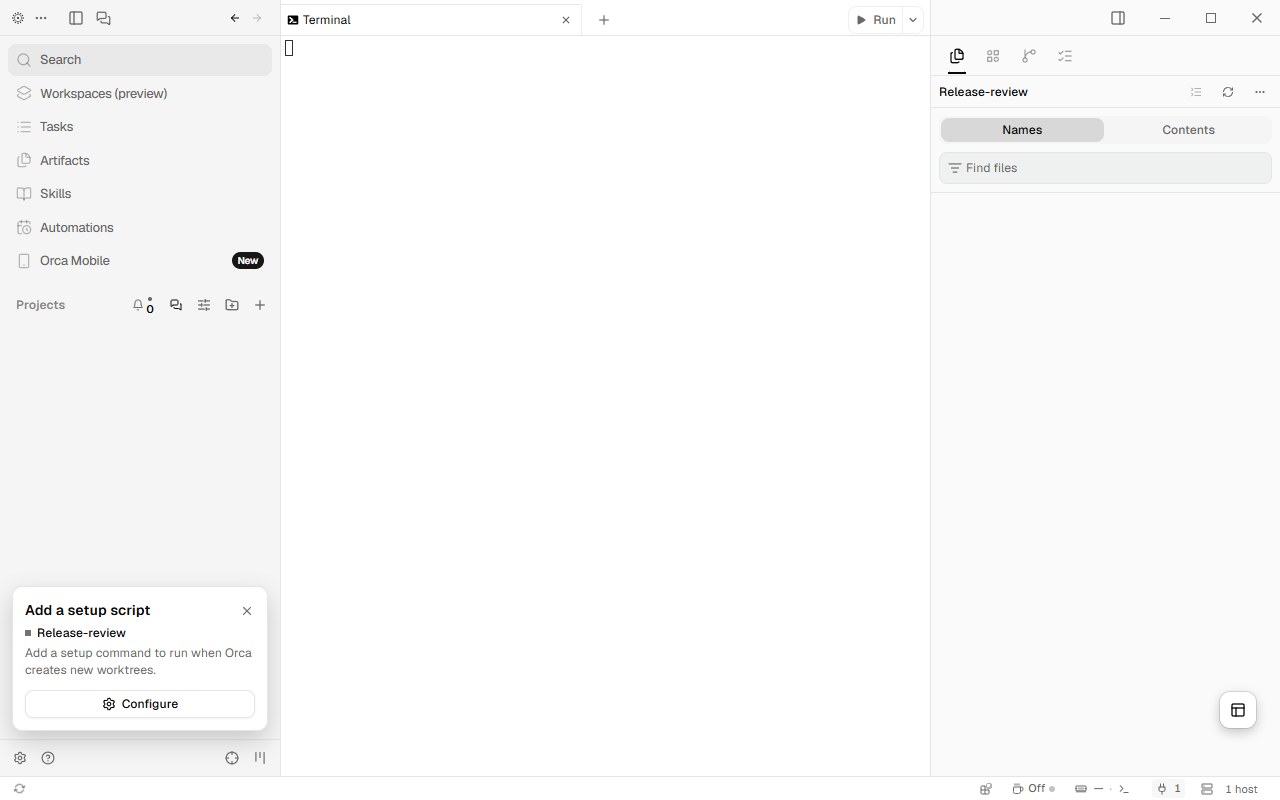 Terminal
Run
Search
Workspaces (preview)
Tasks
Artifacts
Skills
Automations
Orca Mobile
New
Projects
0
Add a setup script
Release-review
Add a setup command to run when Orca
creates new worktrees.
Configure
Release-review
Names
Contents
Find files
Off
1
1 host